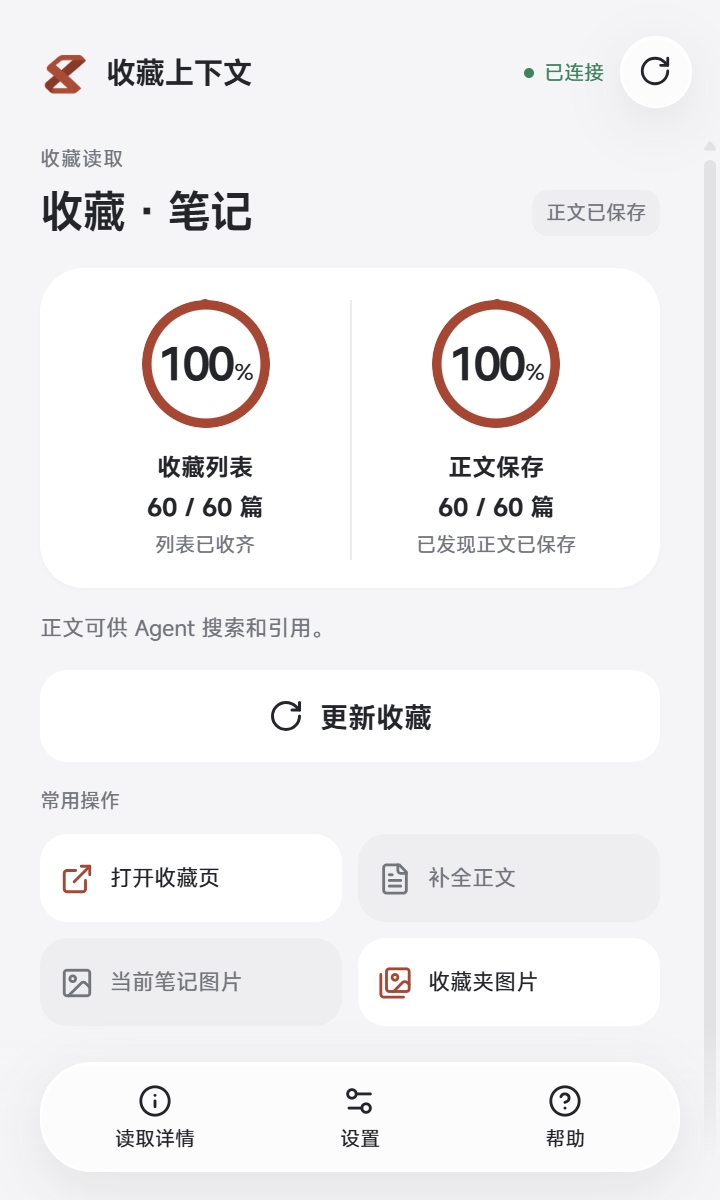 收藏上下文
已连接
收藏读取
收藏 · 笔记
正文已保存
100%
100%
收藏列表
正文保存
60 / 60 篇
60 / 60 篇
列表已收齐
已发现正文已保存
正文可供 Agent 搜索和引用。
更新收藏
常用操作
打开收藏页
补全正文
当前笔记图片
收藏夹图片
读取详情
设置
帮助